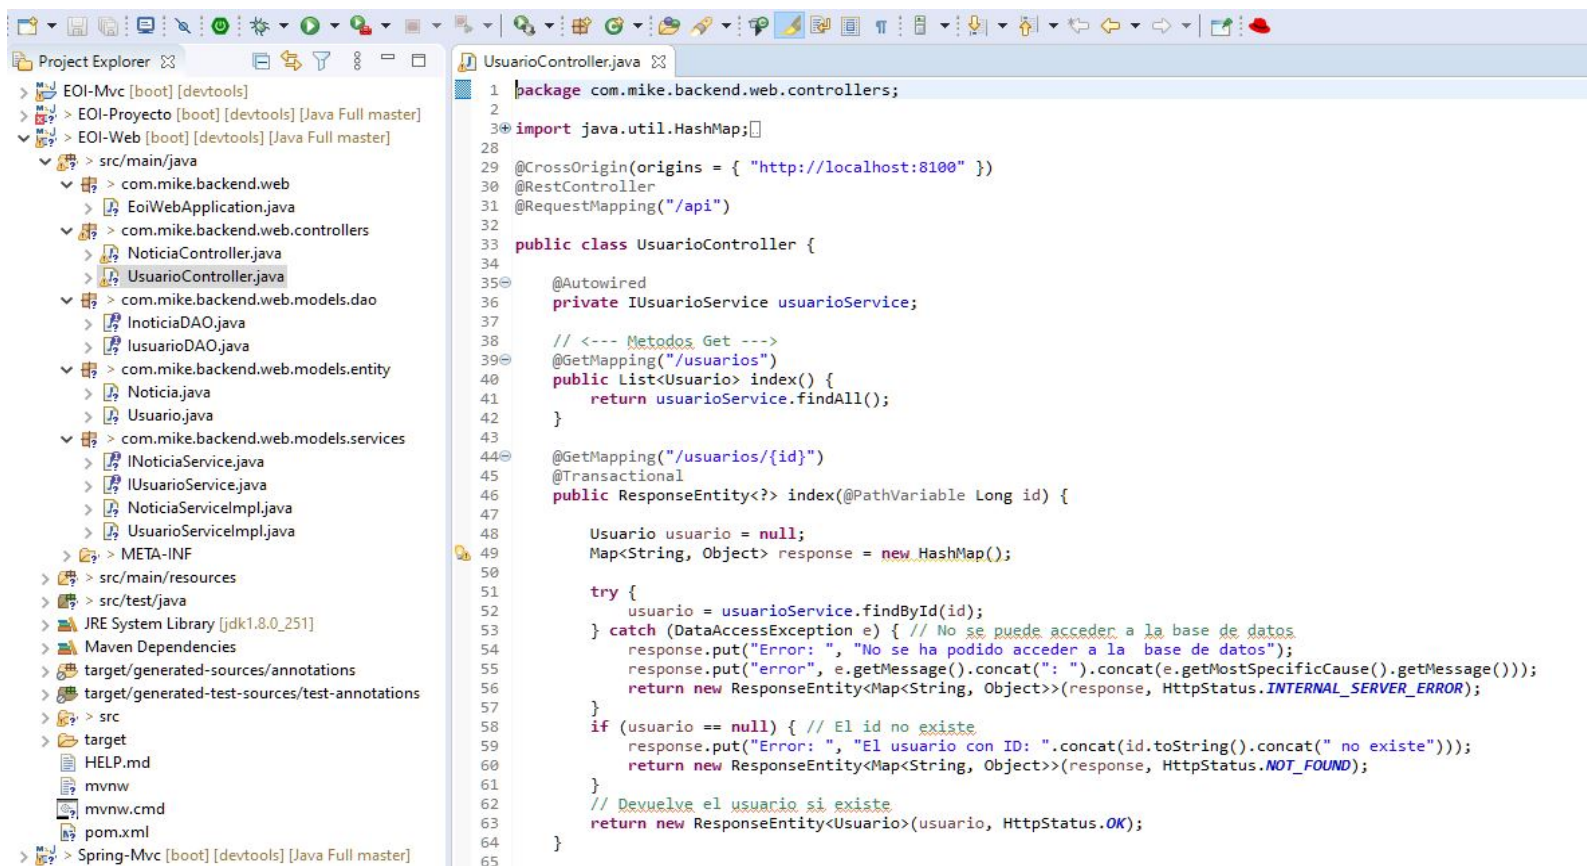 Project Explorer
EOI-Mvc [boot] [devtools]
> EOI-Proyecto [boot] [devtools] [Java Full master]
> EOI-Web [boot] [devtools] [Java Full master]
> src/main/java
> com.mike.backend.web
> EoiWebApplication.java
> com.mike.backend.web.controllers
> NoticiaController.java
> UsuarioController.java
> com.mike.backend.web.models.dao
> InoticiaDAO.java
> IusuarioDAO.java
> com.mike.backend.web.models.entity
> Noticia.java
> Usuario.java
> com.mike.backend.web.models.services
> INoticiaService.java
> IUsuarioService.java
> NoticiaServiceImpl.java
> UsuarioServiceImpl.java
> META-INF
> src/main/resources
> src/test/java
JRE System Library [jdk1.8.0_251]
Maven Dependencies
target/generated-sources/annotations
target/generated-test-sources/test-annotations
> src
target
HELP.md
mvnw
mvnw.cmd
pom.xml
> Spring-Mvc [boot] [devtools] [Java Full master]
UsuarioController.java
1 package com.mike.backend.web.controllers;
2
3 import java.util.HashMap;
28
29 @CrossOrigin(origins = { "http://localhost:8100" })
30 @RestController
31 @RequestMapping("/api")
32
33 public class UsuarioController {
34
35 @Autowired
36 private IUsuarioService usuarioService;
37
38 // <--- Metodos Get --->
39 @GetMapping("/usuarios")
40 public List<Usuario> index() {
41 return usuarioService.findAll();
42 }
43
44 @GetMapping("/usuarios/{id}")
45 @Transactional
46 public ResponseEntity<?> index(@PathVariable Long id) {
47
48 Usuario usuario = null;
49 Map<String, Object> response = new HashMap();
50
51 try {
52 usuario = usuarioService.findById(id);
53 } catch (DataAccessException e) { // No se puede acceder a la base de datos
54 response.put("Error: ", "No se ha podido acceder a la  base de datos");
55 response.put("error", e.getMessage().concat(": ").concat(e.getMostSpecificCause().getMessage()));
56 return new ResponseEntity<Map<String, Object>>(response, HttpStatus.INTERNAL_SERVER_ERROR);
57 }
58 if (usuario == null) { // El id no existe
59 response.put("Error: ", "El usuario con ID: ".concat(id.toString().concat(" no existe")));
60 return new ResponseEntity<Map<String, Object>>(response, HttpStatus.NOT_FOUND);
61 }
62 // Devuelve el usuario si existe
63 return new ResponseEntity<Usuario>(usuario, HttpStatus.OK);
64 }
65